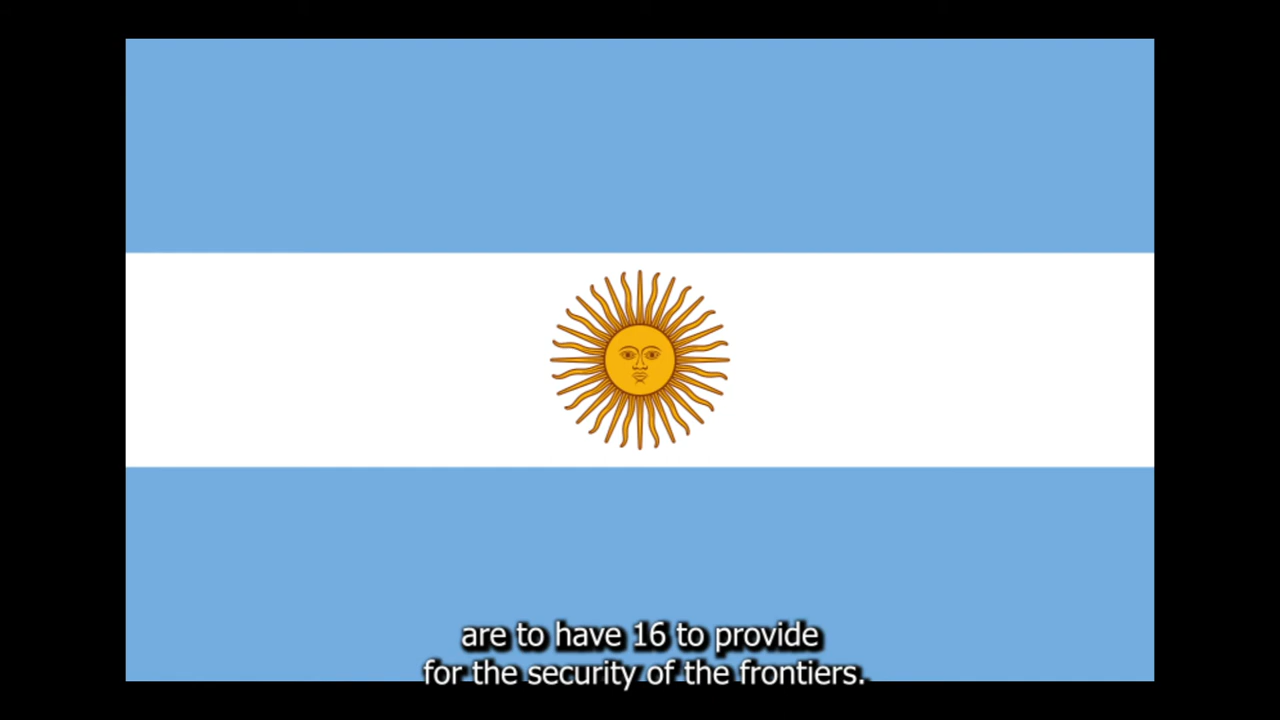 are to have 16 to provide
for the security of the frontiers.